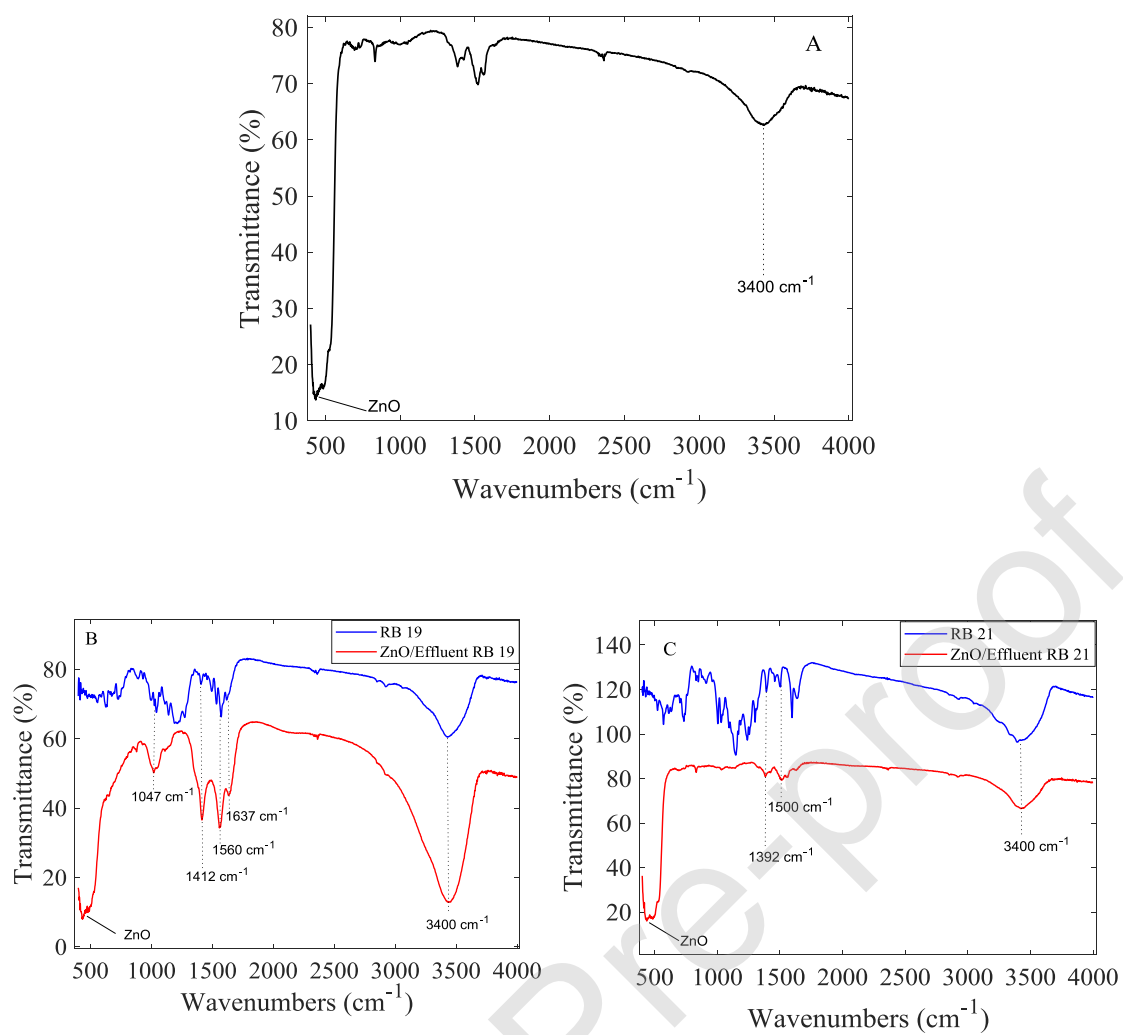 A
80
70
60
50
40
30
20
10
Transmittance (%)
3400 cm⁻¹
ZnO
500 1000 1500 2000 2500 3000 3500 4000
Wavenumbers (cm⁻¹)
B
RB 19
ZnO/Effluent RB 19
80
60
40
20
0
Transmittance (%)
1047 cm⁻¹
1637 cm⁻¹
1560 cm⁻¹
1412 cm⁻¹
3400 cm⁻¹
ZnO
500 1000 1500 2000 2500 3000 3500 4000
Wavenumbers (cm⁻¹)
C
RB 21
ZnO/Effluent RB 21
140
120
100
80
60
40
20
Transmittance (%)
1500 cm⁻¹
1392 cm⁻¹
3400 cm⁻¹
ZnO
500 1000 1500 2000 2500 3000 3500 4000
Wavenumbers (cm⁻¹)
Pre-proof